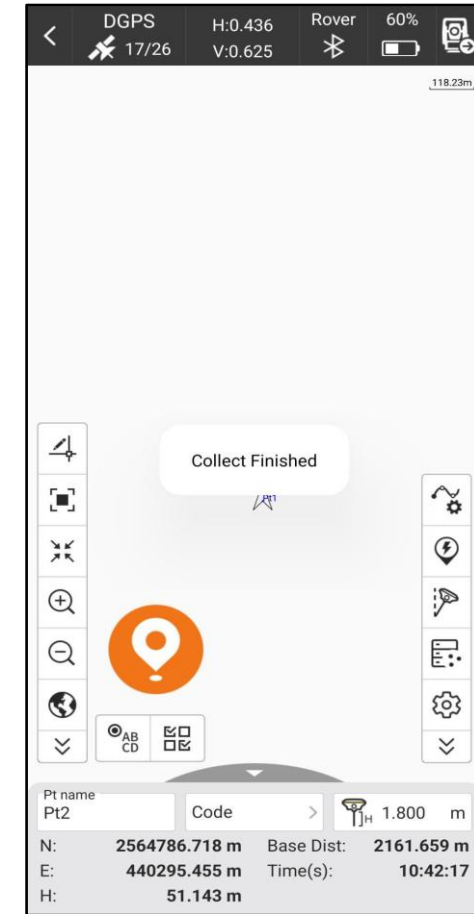 DGPS H:0.436 Rover 60%
17/26 V:0.625
118.23m
Collect Finished
Pt1
AB
CD
Pt name
Pt2 Code > H 1.800 m
N: 2564786.718 m Base Dist: 2161.659 m
E: 440295.455 m Time(s): 10:42:17
H: 51.143 m